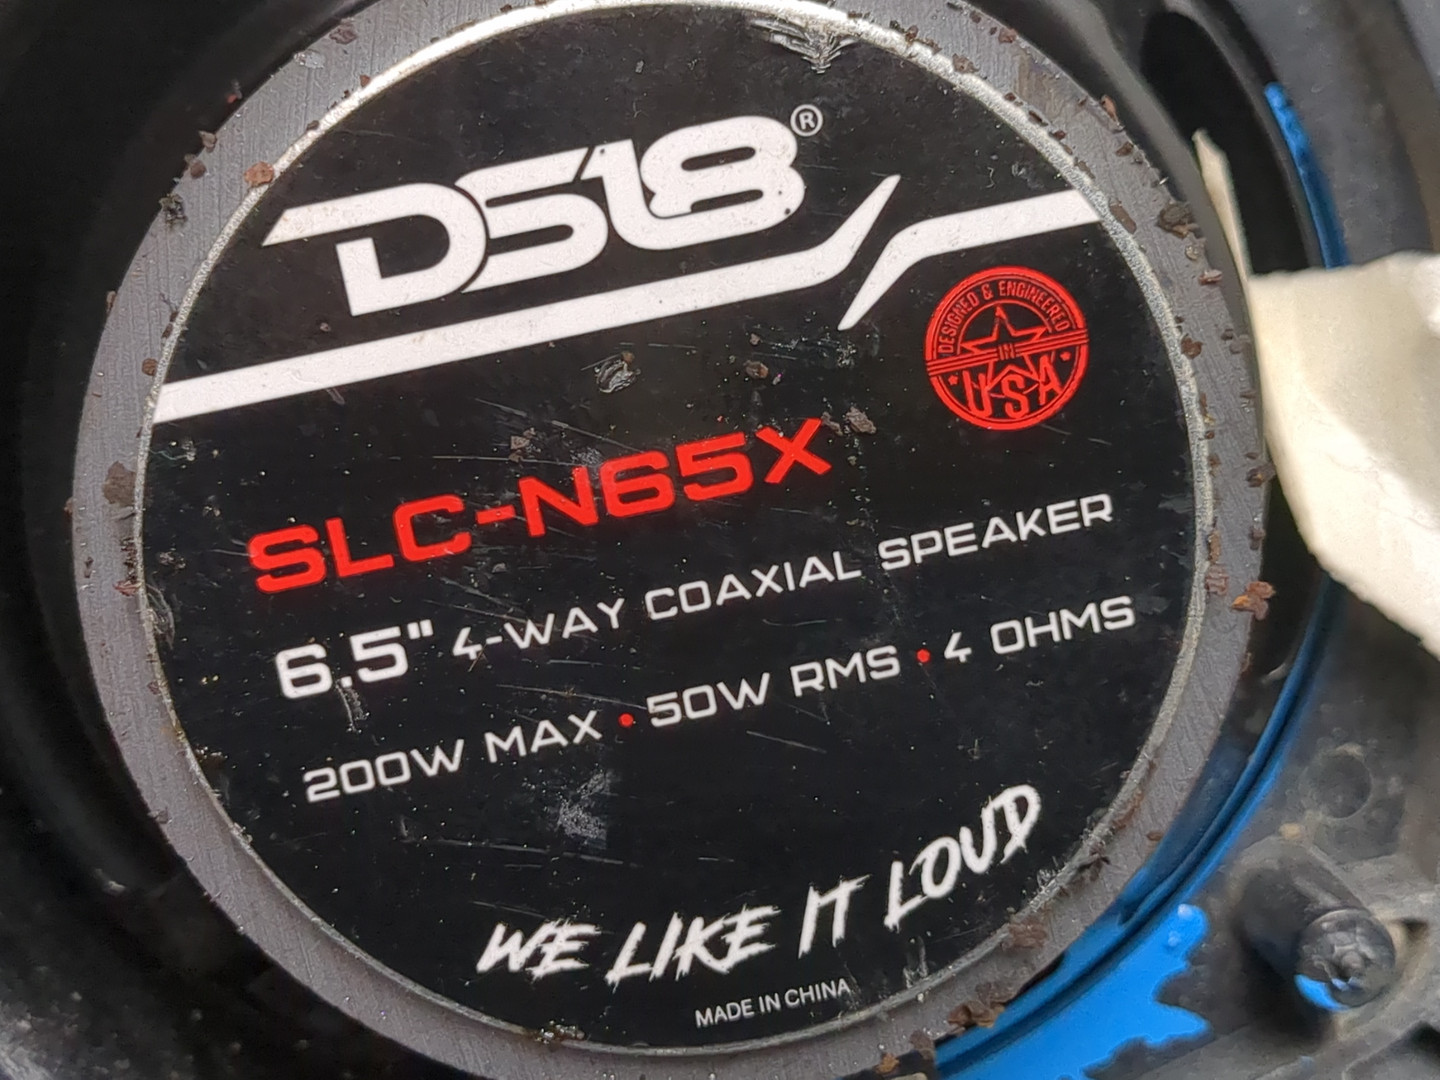 DS18®
DESIGNED & ENGINEERED
IN
USA
SLC-N65X
6.5" 4-WAY COAXIAL SPEAKER
200W MAX • 50W RMS • 4 OHMS
WE LIKE IT LOUD
MADE IN CHINA